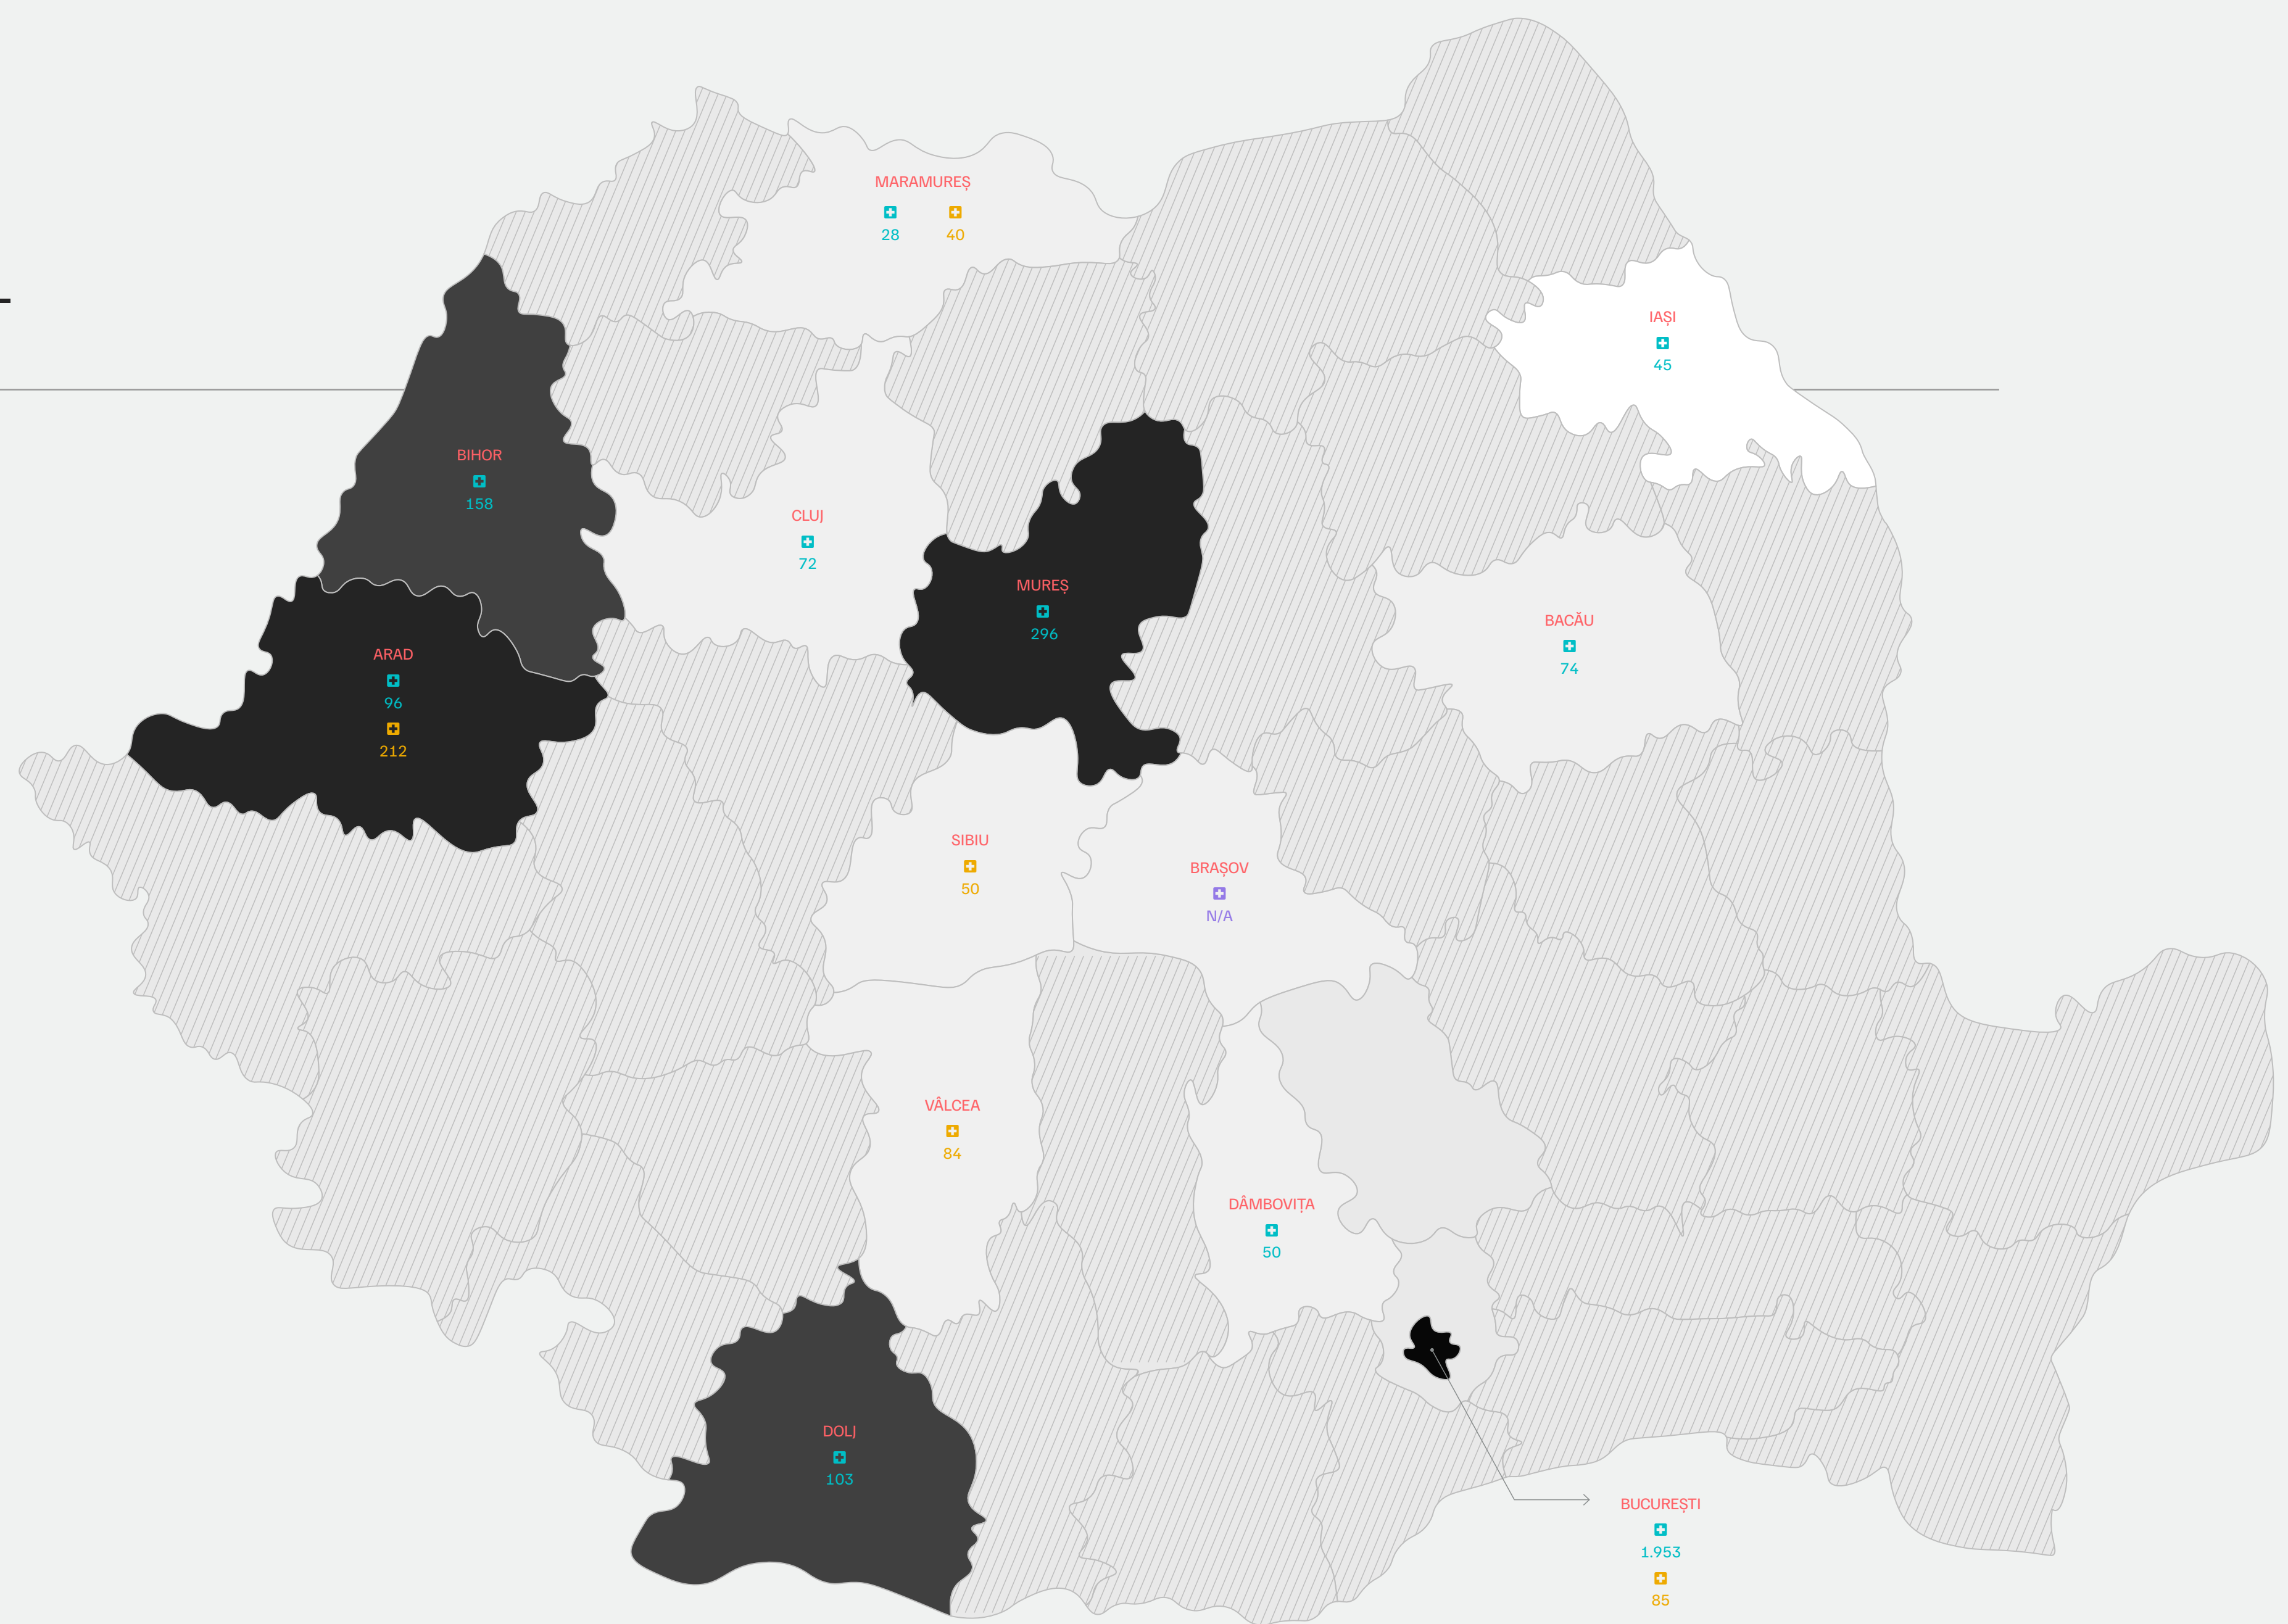 MARAMUREȘ
28 40
IAȘI
45
BIHOR
158
CLUJ
72
MUREȘ
296
BACĂU
74
ARAD
96
212
SIBIU
50
BRAȘOV
N/A
VÂLCEA
84
DÂMBOVIȚA
50
DOLJ
103
BUCUREȘTI
1.953
85